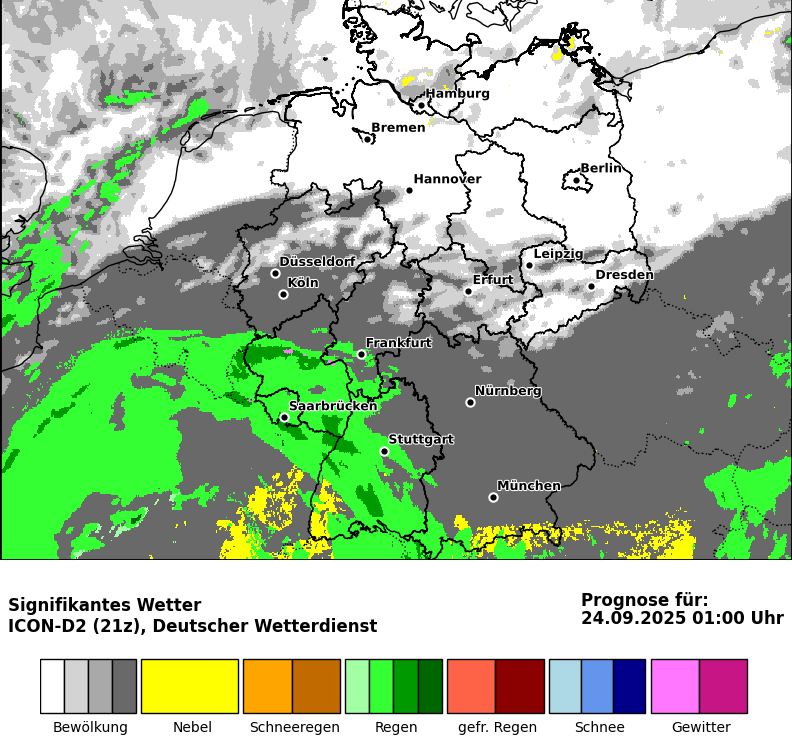 Hamburg
Bremen
Berlin
Hannover
Leipzig
Düsseldorf
Dresden
Köln
Erfurt
Frankfurt
Nürnberg
Saarbrücken
Stuttgart
München
Signifikantes Wetter
ICON-D2 (21z), Deutscher Wetterdienst
Prognose für:
24.09.2025 01:00 Uhr
Bewölkung Nebel Schneeregen Regen gefr. Regen Schnee Gewitter